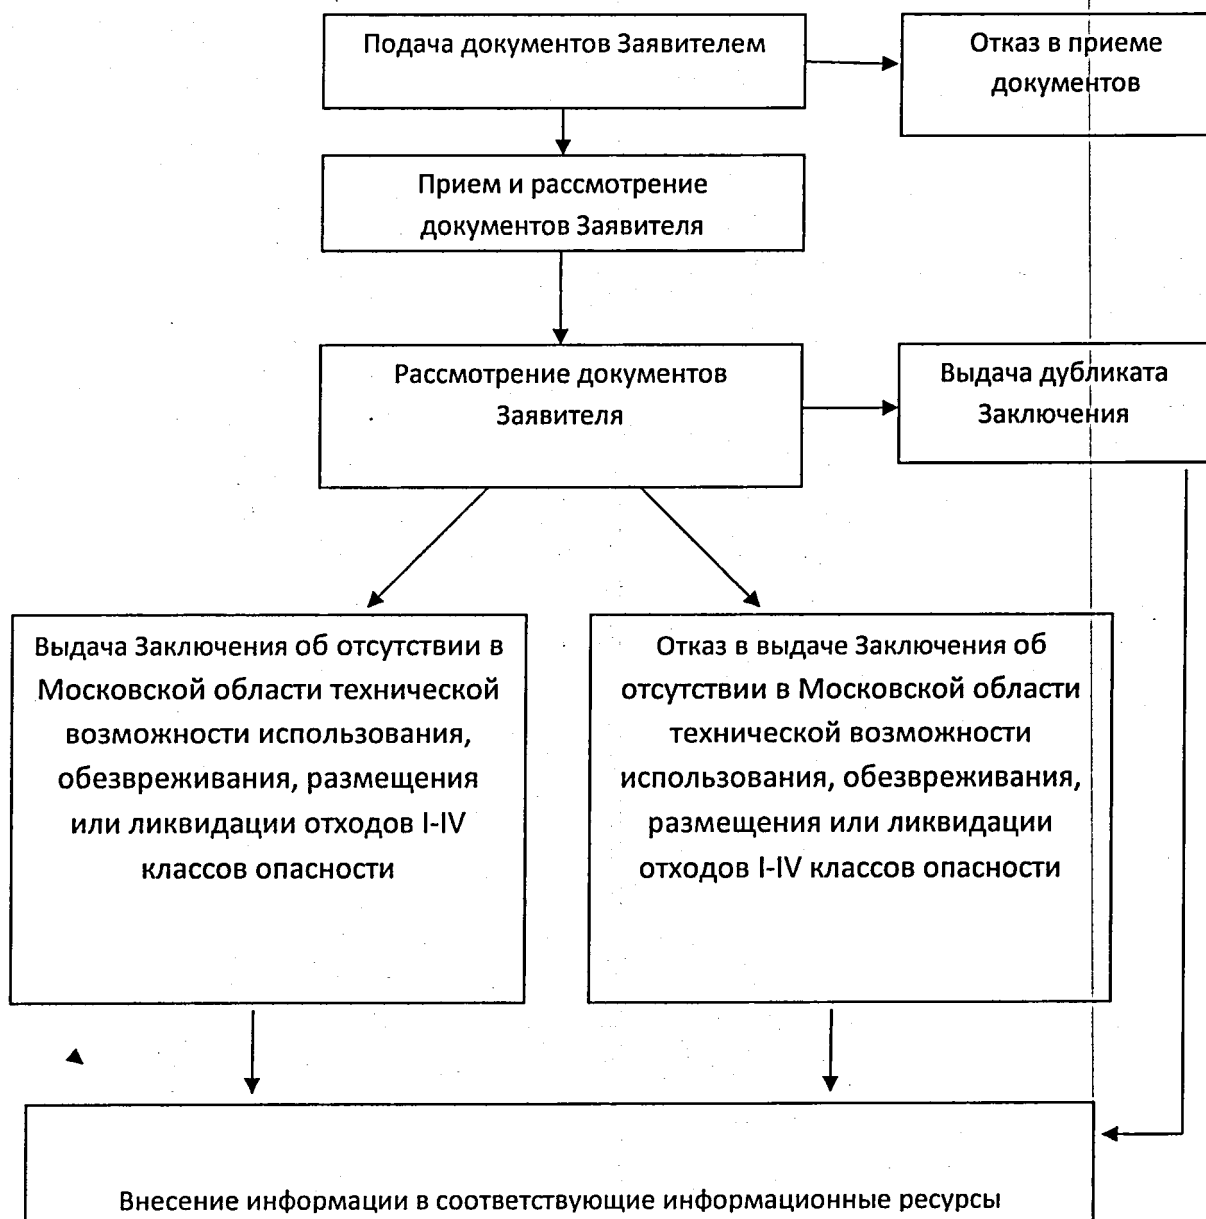 Подача документов Заявителем
Отказ в приеме
документов
Прием и рассмотрение
документов Заявителя
Рассмотрение документов
Заявителя
Выдача дубликата
Заключения
Выдача Заключения об отсутствии в
Московской области технической
возможности использования,
обезвреживания, размещения
или ликвидации отходов I-IV
классов опасности
Отказ в выдаче Заключения об
отсутствии в Московской области
технической возможности
использования, обезвреживания,
размещения или ликвидации
отходов I-IV классов опасности
Внесение информации в соответствующие информационные ресурсы